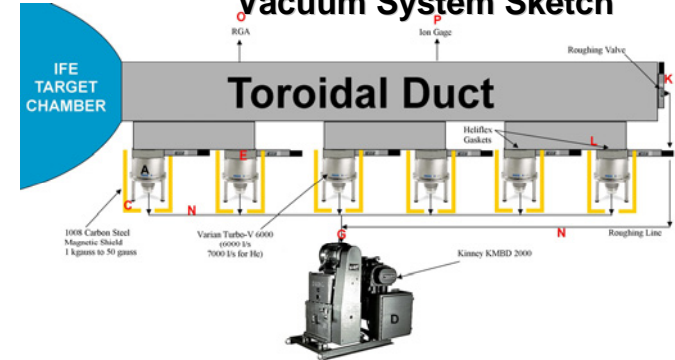 Vacuum System Sketch
O
P
RGA
Ion Gage
Roughing Valve
IFE
TARGET
CHAMBER
Toroidal Duct
K
Heliflex
Gaskets
L
E
A
C
N
1008 Carbon Steel
Magnetic Shield
1 kgauss to 50 gauss
Varian Turbo-V 6000
(6000 l/s
7000 l/s for He)
G
N
Roughing Line
Kinney KMBD 2000
D